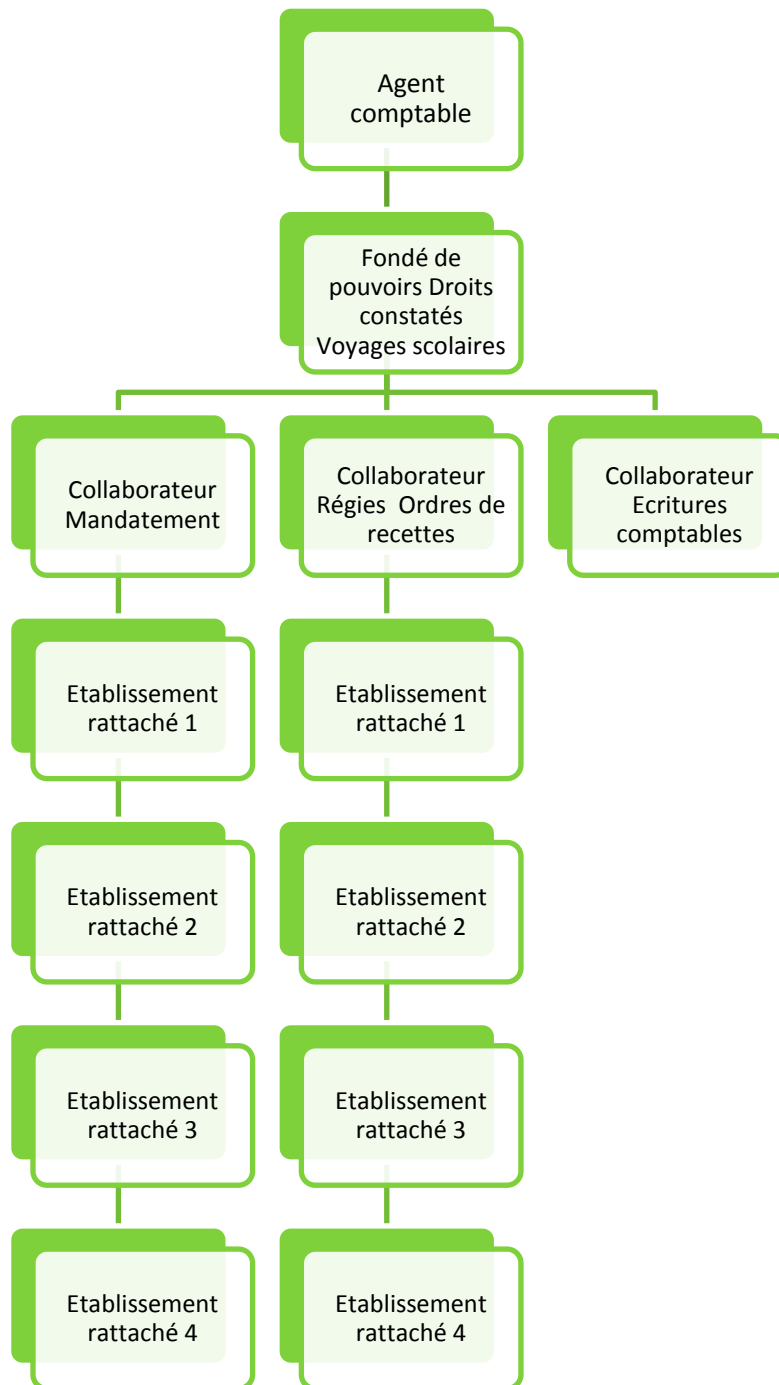 Agent
comptable
Fondé de
pouvoirs Droits
constatés
Voyages scolaires
Collaborateur
Mandatement
Collaborateur
Régies Ordres de
recettes
Collaborateur
Ecritures
comptables
Etablissement
rattaché 1
Etablissement
rattaché 1
Etablissement
rattaché 2
Etablissement
rattaché 2
Etablissement
rattaché 3
Etablissement
rattaché 3
Etablissement
rattaché 4
Etablissement
rattaché 4